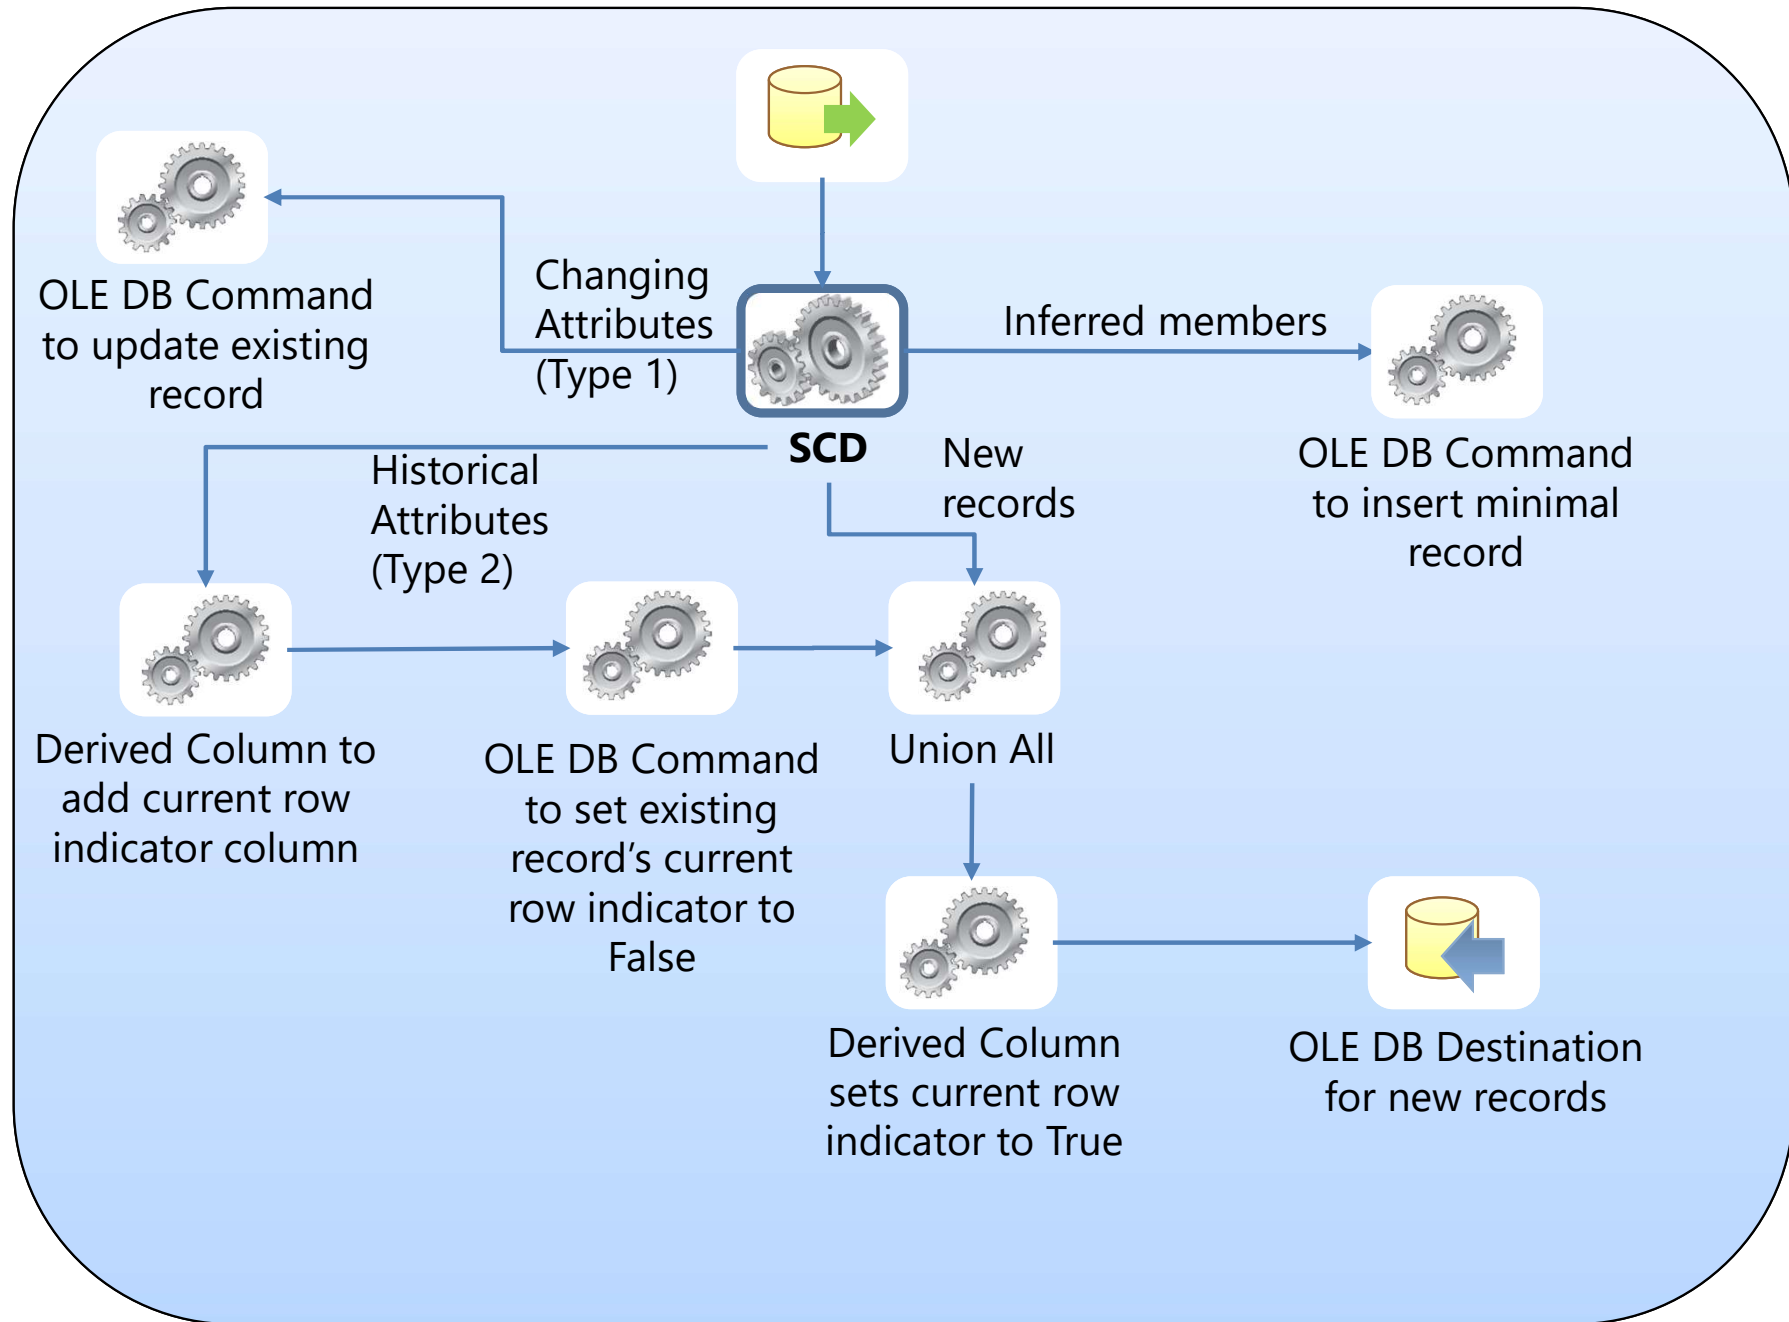 Changing
Attributes
(Type 1)
OLE DB Command
to update existing
record
Inferred members
SCD
New
records
OLE DB Command
to insert minimal
record
Historical
Attributes
(Type 2)
Derived Column to
add current row
indicator column
OLE DB Command
to set existing
record’s current
row indicator to
False
Union All
Derived Column
sets current row
indicator to True
OLE DB Destination
for new records